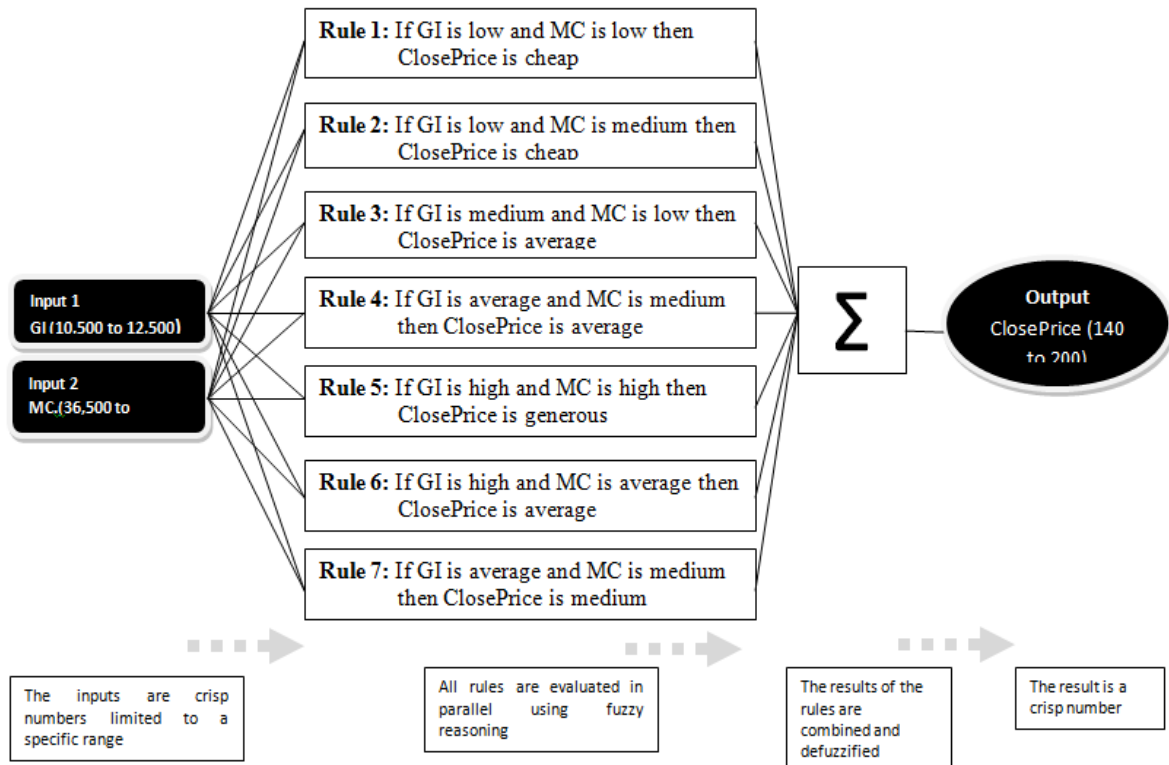 Rule 1: If GI is low and MC is low then
ClosePrice is cheap
Rule 2: If GI is low and MC is medium then
ClosePrice is cheap
Rule 3: If GI is medium and MC is low then
ClosePrice is average
Rule 4: If GI is average and MC is medium
then ClosePrice is average
Rule 5: If GI is high and MC is high then
ClosePrice is generous
Rule 6: If GI is high and MC is average then
ClosePrice is average
Rule 7: If GI is average and MC is medium
then ClosePrice is medium
Input 1
GI (10.500 to 12.500)
Input 2
MC (36,500 to
Σ
Output
ClosePrice (140
to 200)
The inputs are crisp
numbers limited to a
specific range
All rules are evaluated in
parallel using fuzzy
reasoning
The results of the
rules are
combined and
defuzzified
The result is a
crisp number